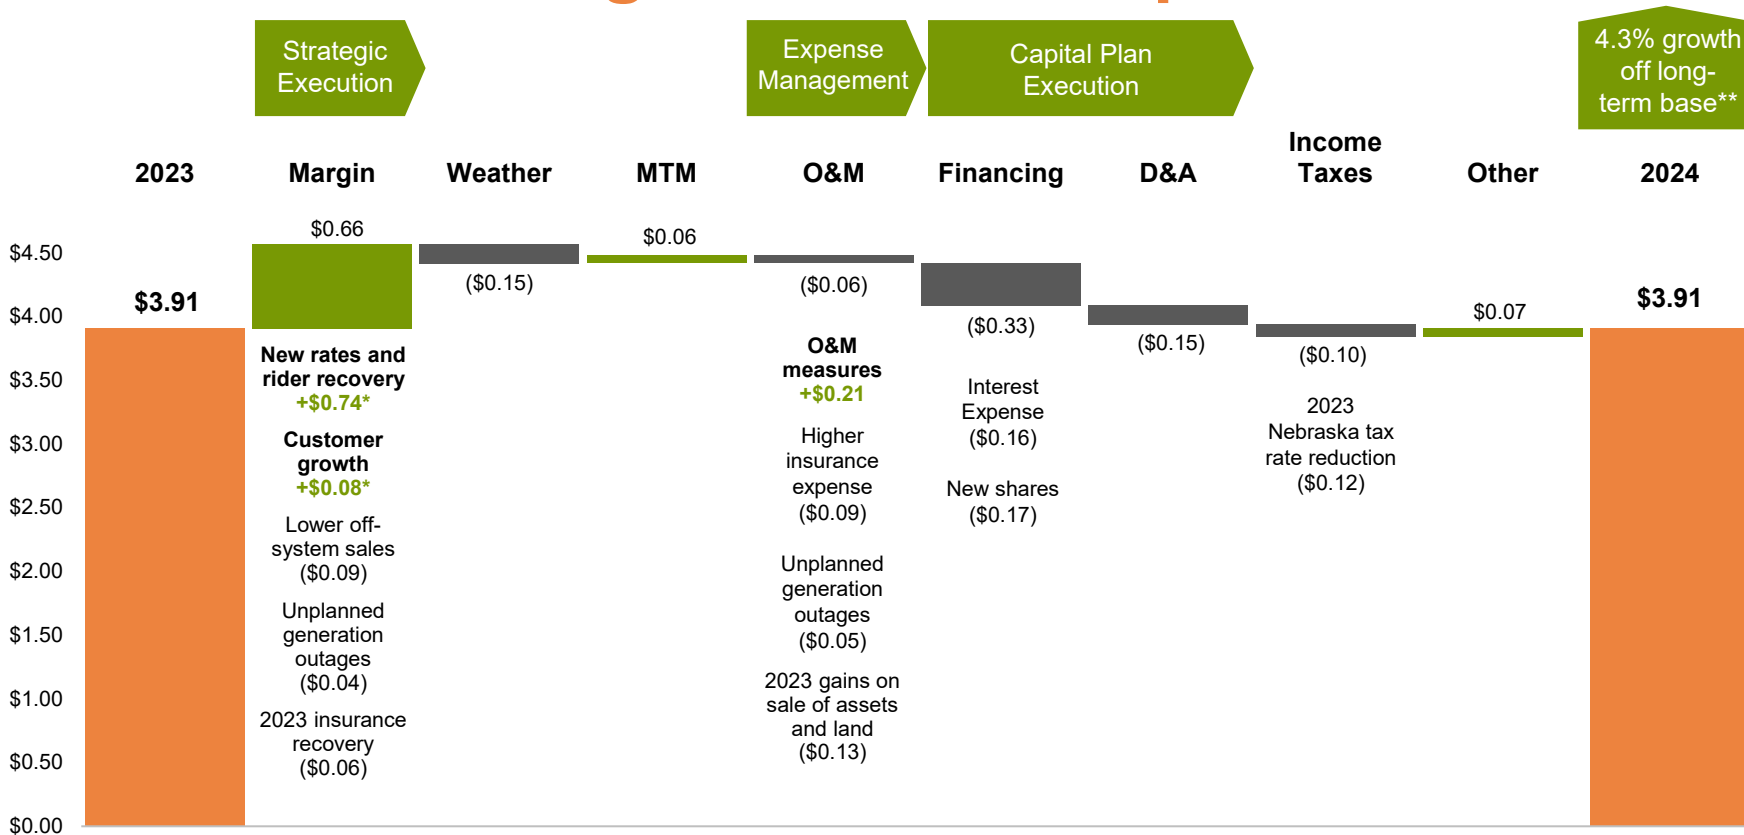 Strategic
Execution
Expense
Management
Capital Plan
Execution
4.3% growth
off long-
term base**
2023
Margin
Weather
MTM
O&M
Financing
D&A
Income
Taxes
Other
2024
$4.50
$4.00
$3.50
$3.00
$2.50
$2.00
$1.50
$1.00
$0.50
$0.00
$3.91
$0.66
New rates and
rider recovery
+$0.74*
Customer
growth
+$0.08*
Lower off-
system sales
($0.09)
Unplanned
generation
outages
($0.04)
2023 insurance
recovery
($0.06)
($0.15)
$0.06
($0.06)
O&M
measures
+$0.21
Higher
insurance
expense
($0.09)
Unplanned
generation
outages
($0.05)
2023 gains on
sale of assets
and land
($0.13)
($0.33)
Interest
Expense
($0.16)
New shares
($0.17)
($0.15)
($0.10)
2023
Nebraska tax
rate reduction
($0.12)
$0.07
$3.91